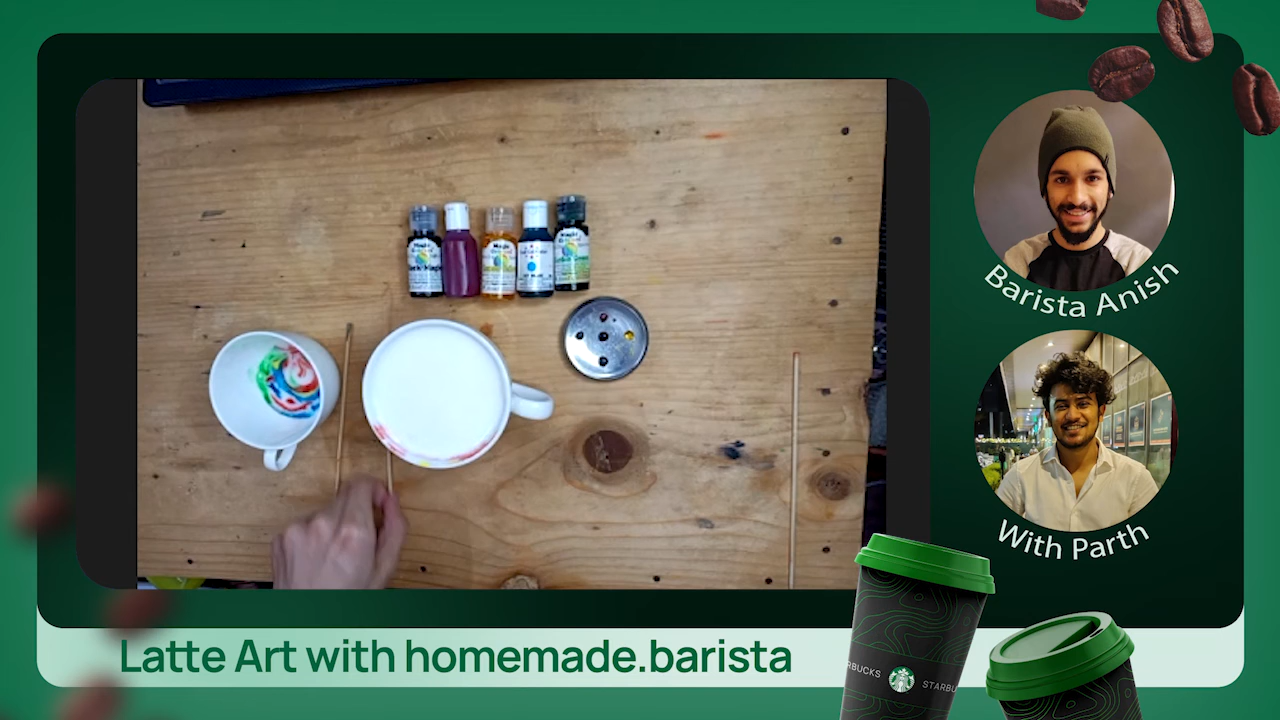 Barista Anish
With Parth
Latte Art with homemade.barista
RBUCKS
STARBU